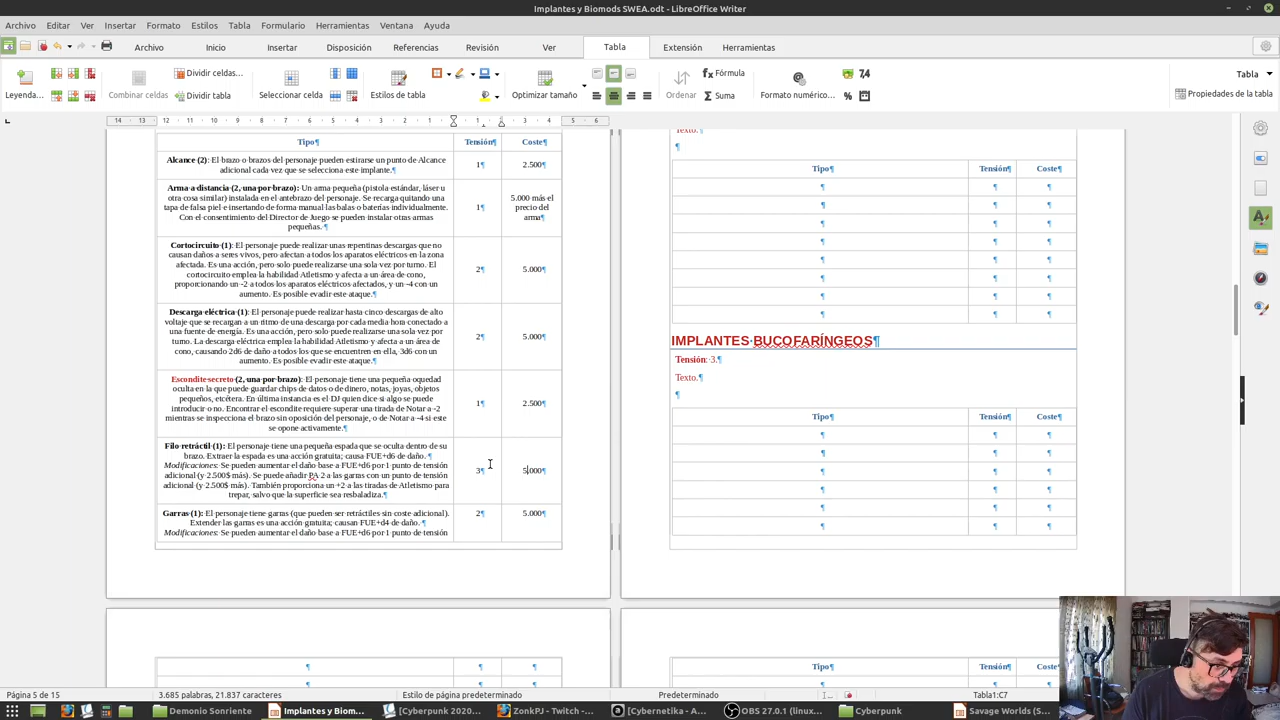 Implantes y Biomods SWEA.odt - LibreOffice Writer
Archivo Editar Ver Insertar Formato Estilos Tabla Formulario Herramientas Ventana Ayuda
Archivo Inicio Insertar Disposición Referencias Revisión Ver Tabla Extensión Herramientas
Leyenda... Combinar celdas Dividir celdas... Dividir tabla Seleccionar celda Estilos de tabla Optimizar tamaño Ordenar Fórmula Suma Formato numérico... 7,4 % Tabla Propiedades de la tabla
14 13 12 11 10 9 8 7 6 5 4 3 2 1 1 3 4 5 6
Tipo¶ Tensión¶ Coste¶
Alcance (2): El brazo o brazos del personaje pueden estirarse un punto de Alcance
adicional cada vez que se selecciona este implante.¶
1¶ 2.500¶
Arma a distancia (2, una por brazo): Un arma pequeña (pistola estándar, láser u
otra cosa similar) instalada en el antebrazo del personaje. Se recarga quitando una
tapa de falsa piel e insertando de forma manual las balas o baterías individualmente.
Con el consentimiento del Director de Juego se pueden instalar otras armas
pequeñas. ¶
1¶
5.000 más el
precio del
arma¶
Cortocircuito (1): El personaje puede realizar unas repentinas descargas que no
causan daños a seres vivos, pero afectan a todos los aparatos eléctricos en la zona
afectada. Es una acción, pero solo puede realizarse una sola vez por turno. El
cortocircuito emplea la habilidad Atletismo y afecta a un área de cono,
proporcionando un -2 a todos los aparatos eléctricos afectados, y un -4 con un
aumento. Es posible evadir este ataque.¶
2¶ 5.000¶
Descarga eléctrica (1): El personaje puede realizar hasta cinco descargas de alto
voltaje que se recargan a un ritmo de una descarga por cada media hora conectado a
una fuente de energía. Es una acción, pero solo puede realizarse una sola vez por
turno. La descarga eléctrica emplea la habilidad Atletismo y afecta a un área de
cono, causando 2d6 de daño a todos los que se encuentren en ella, 3d6 con un
aumento. Es posible evadir este ataque.¶
2¶ 5.000¶
Escondite secreto (2, una por brazo): El personaje tiene una pequeña oquedad
oculta en la que puede guardar chips de datos o de dinero, notas, joyas, objetos
pequeños, etcétera. En última instancia es el DJ quien dice si algo se puede
introducir o no. Encontrar el escondite requiere superar una tirada de Notar a -2
mientras se inspecciona el brazo sin oposición del personaje, o de Notar a -4 si este
se opone activamente.¶
1¶ 2.500¶
Filo retráctil (1): El personaje tiene una pequeña espada que se oculta dentro de su
brazo. Extraer la espada es una acción gratuita; causa FUE+d6 de daño. ¶
Modificaciones: Se pueden aumentar el daño base a FUE+d6 por 1 punto de tensión
adicional (y 2.500$ más). Se puede añadir PA 2 a las garras con un punto de tensión
adicional (y 2.500$ más). También proporciona un +2 a las tiradas de Atletismo para
trepar, salvo que la superficie sea resbaladiza.¶
3¶ 5.000¶
Garras (1): El personaje tiene garras (que pueden ser retráctiles sin coste adicional).
Extender las garras es una acción gratuita; causan FUE+d4 de daño. ¶
Modificaciones: Se pueden aumentar el daño base a FUE+d6 por 1 punto de tensión
2¶ 5.000¶
Texto.¶
Tipo¶ Tensión¶ Coste¶
IMPLANTES BUCOFARÍNGEOS¶
Tensión: 3.¶
Texto.¶
Tipo¶ Tensión¶ Coste¶
Tipo¶ Tensión¶ Coste
Página 5 de 15 3.685 palabras, 21.837 caracteres Estilo de página predeterminado Predeterminado Tabla1:C7
Demonio Sonriente Implantes y Biom... [Cyberpunk 2020... ZonkPJ - Twitch - ... [Cybernetika - A... OBS 27.0.1 (linux... Cyberpunk Savage Worlds (S...